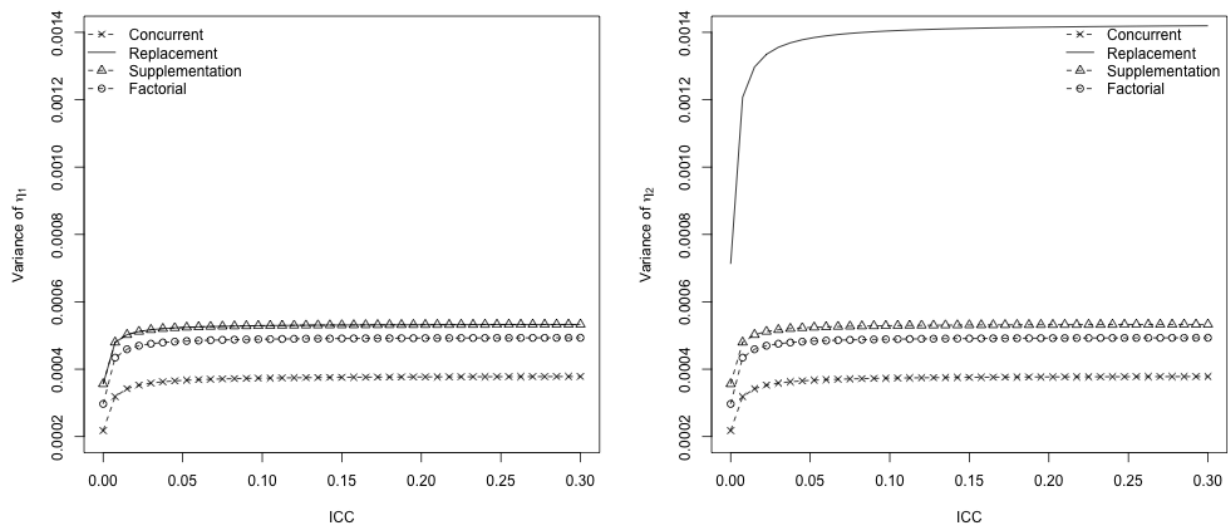 Concurrent
Replacement
Supplementation
Factorial
Variance of η1
0.0014
0.0012
0.0010
0.0008
0.0006
0.0004
0.0002
0.00 0.05 0.10 0.15 0.20 0.25 0.30
ICC
Concurrent
Replacement
Supplementation
Factorial
Variance of η2
0.0014
0.0012
0.0010
0.0008
0.0006
0.0004
0.0002
0.00 0.05 0.10 0.15 0.20 0.25 0.30
ICC